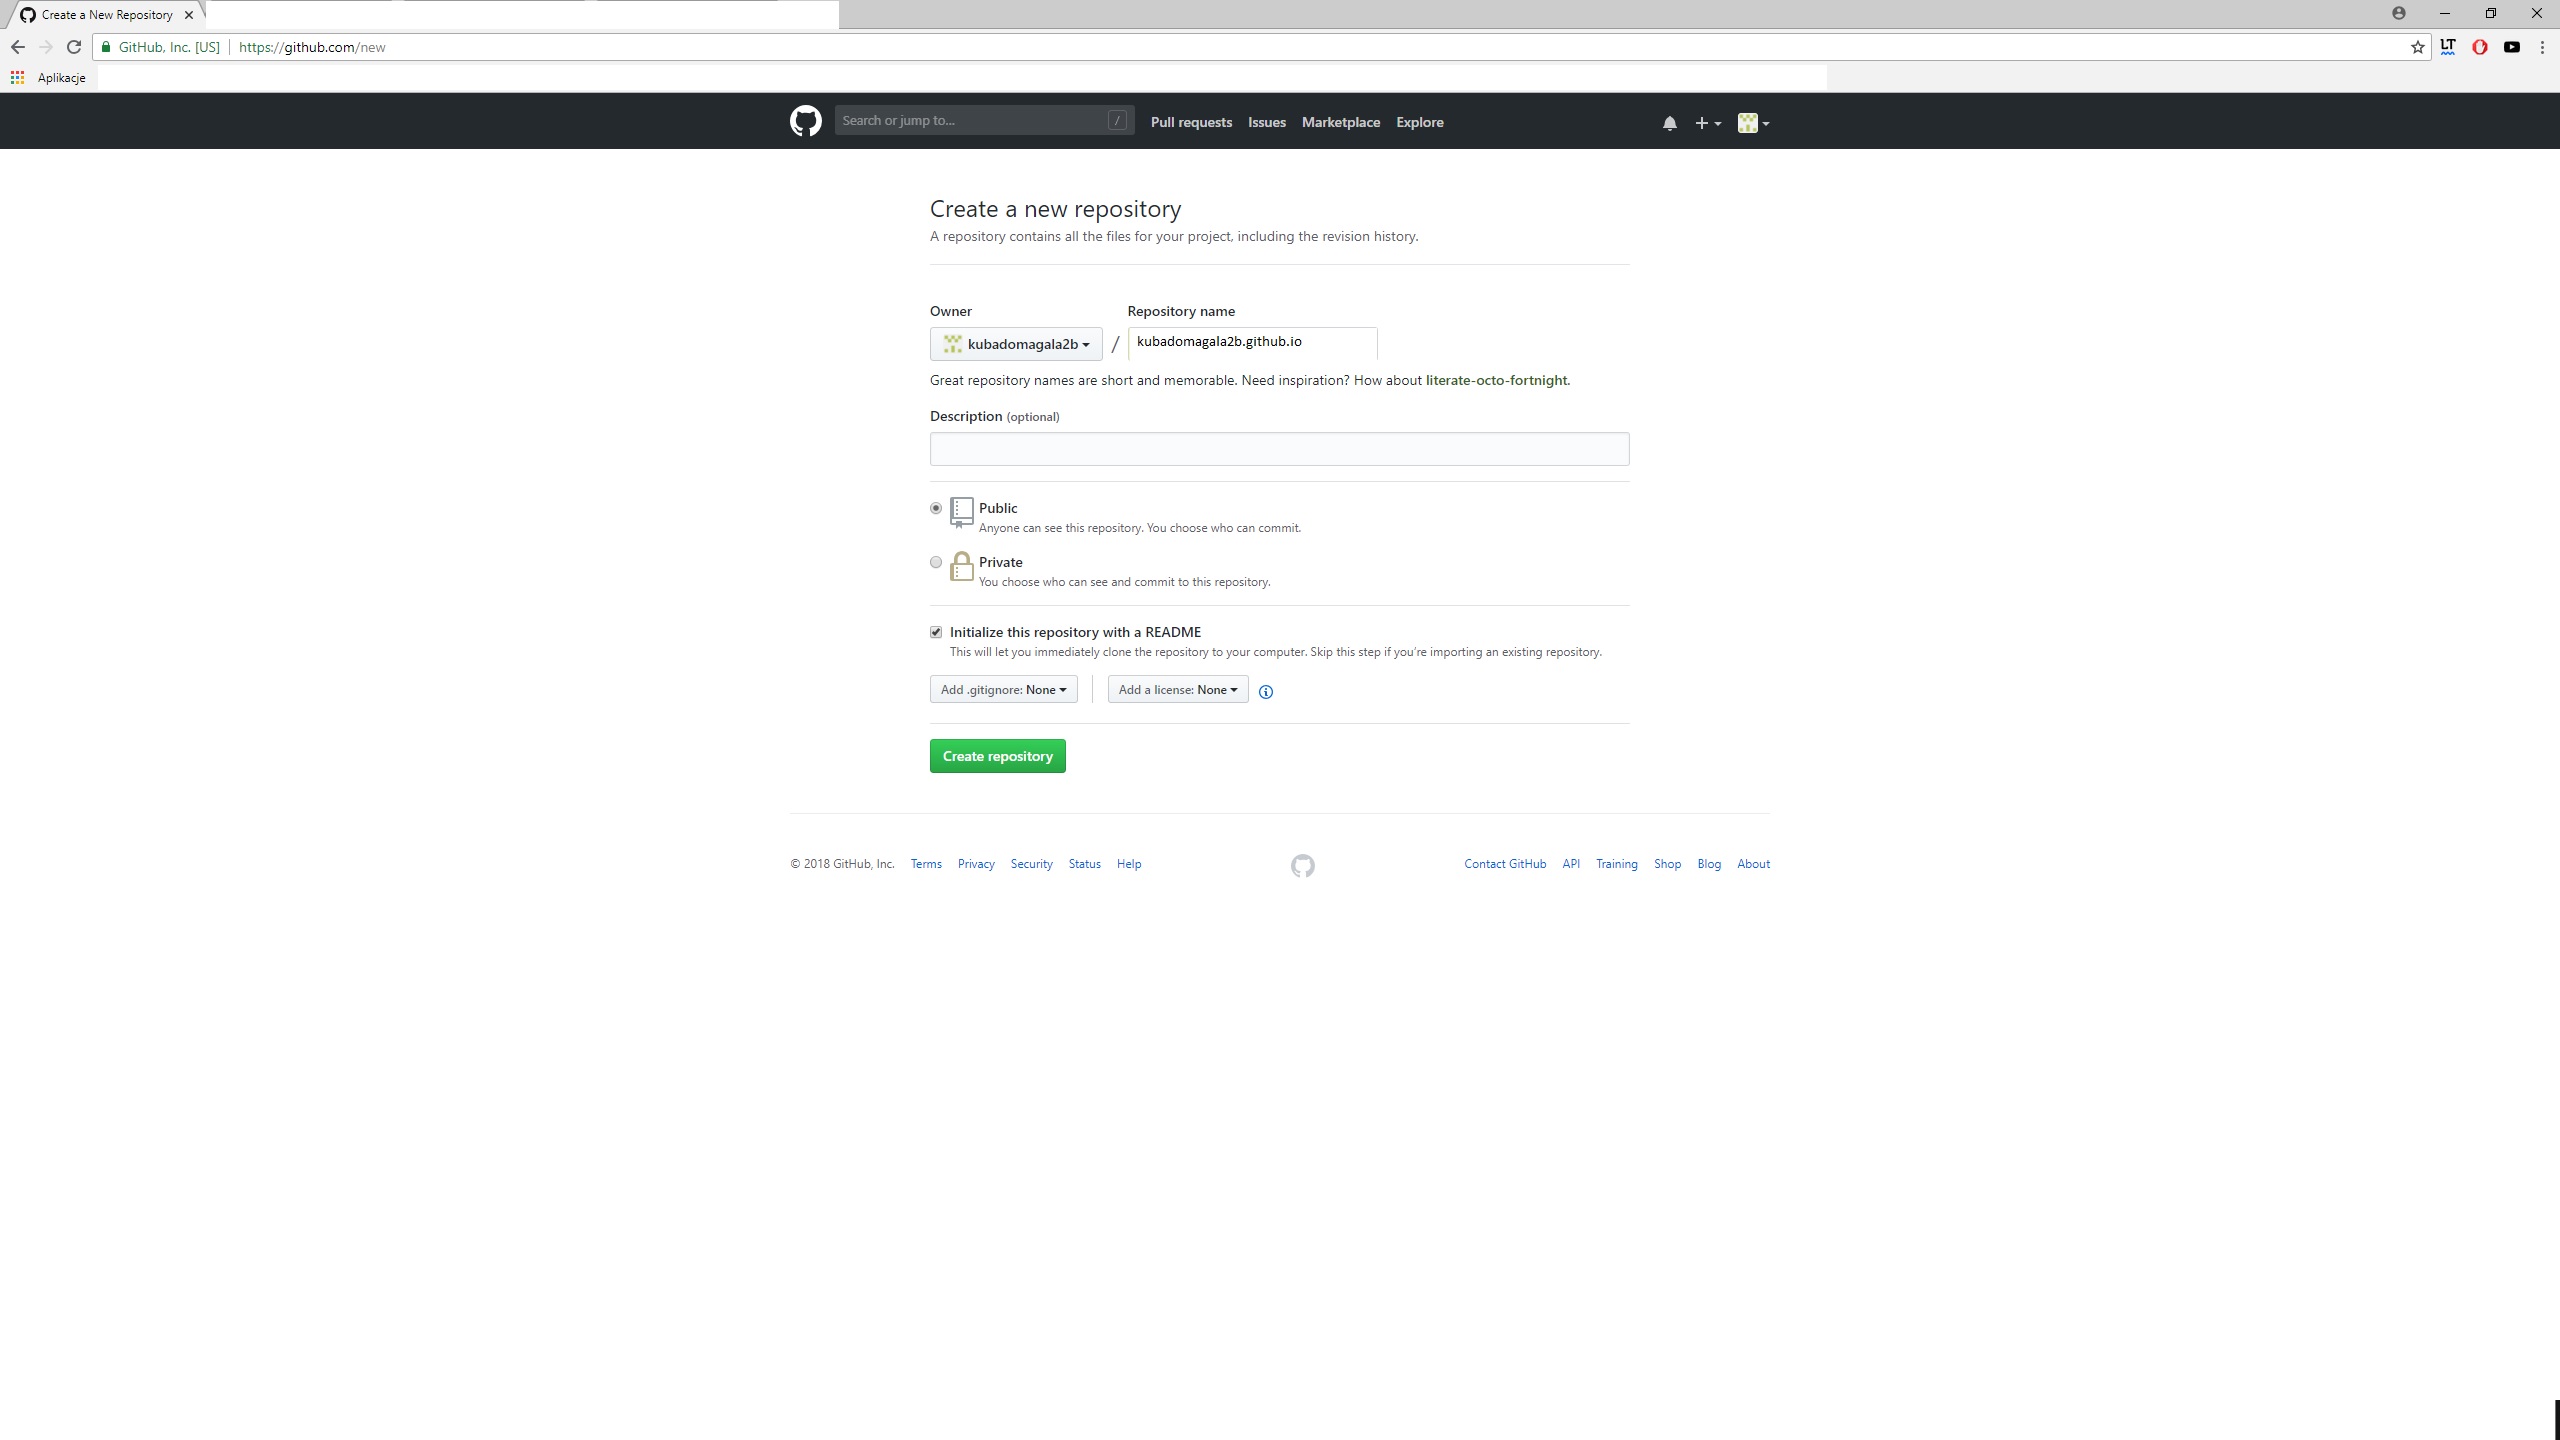 Create a New Repository
GitHub, Inc. [US] https://github.com/new
LT
Aplikacje
Search or jump to... / Pull requests Issues Marketplace Explore
Create a new repository
A repository contains all the files for your project, including the revision history.
Owner Repository name
kubadomagala2b / kubadomagala2b.github.io
Great repository names are short and memorable. Need inspiration? How about literate-octo-fortnight.
Description (optional)
Public
Anyone can see this repository. You choose who can commit.
Private
You choose who can see and commit to this repository.
Initialize this repository with a README
This will let you immediately clone the repository to your computer. Skip this step if you're importing an existing repository.
Add .gitignore: None Add a license: None
Create repository
© 2018 GitHub, Inc. Terms Privacy Security Status Help Contact GitHub API Training Shop Blog About